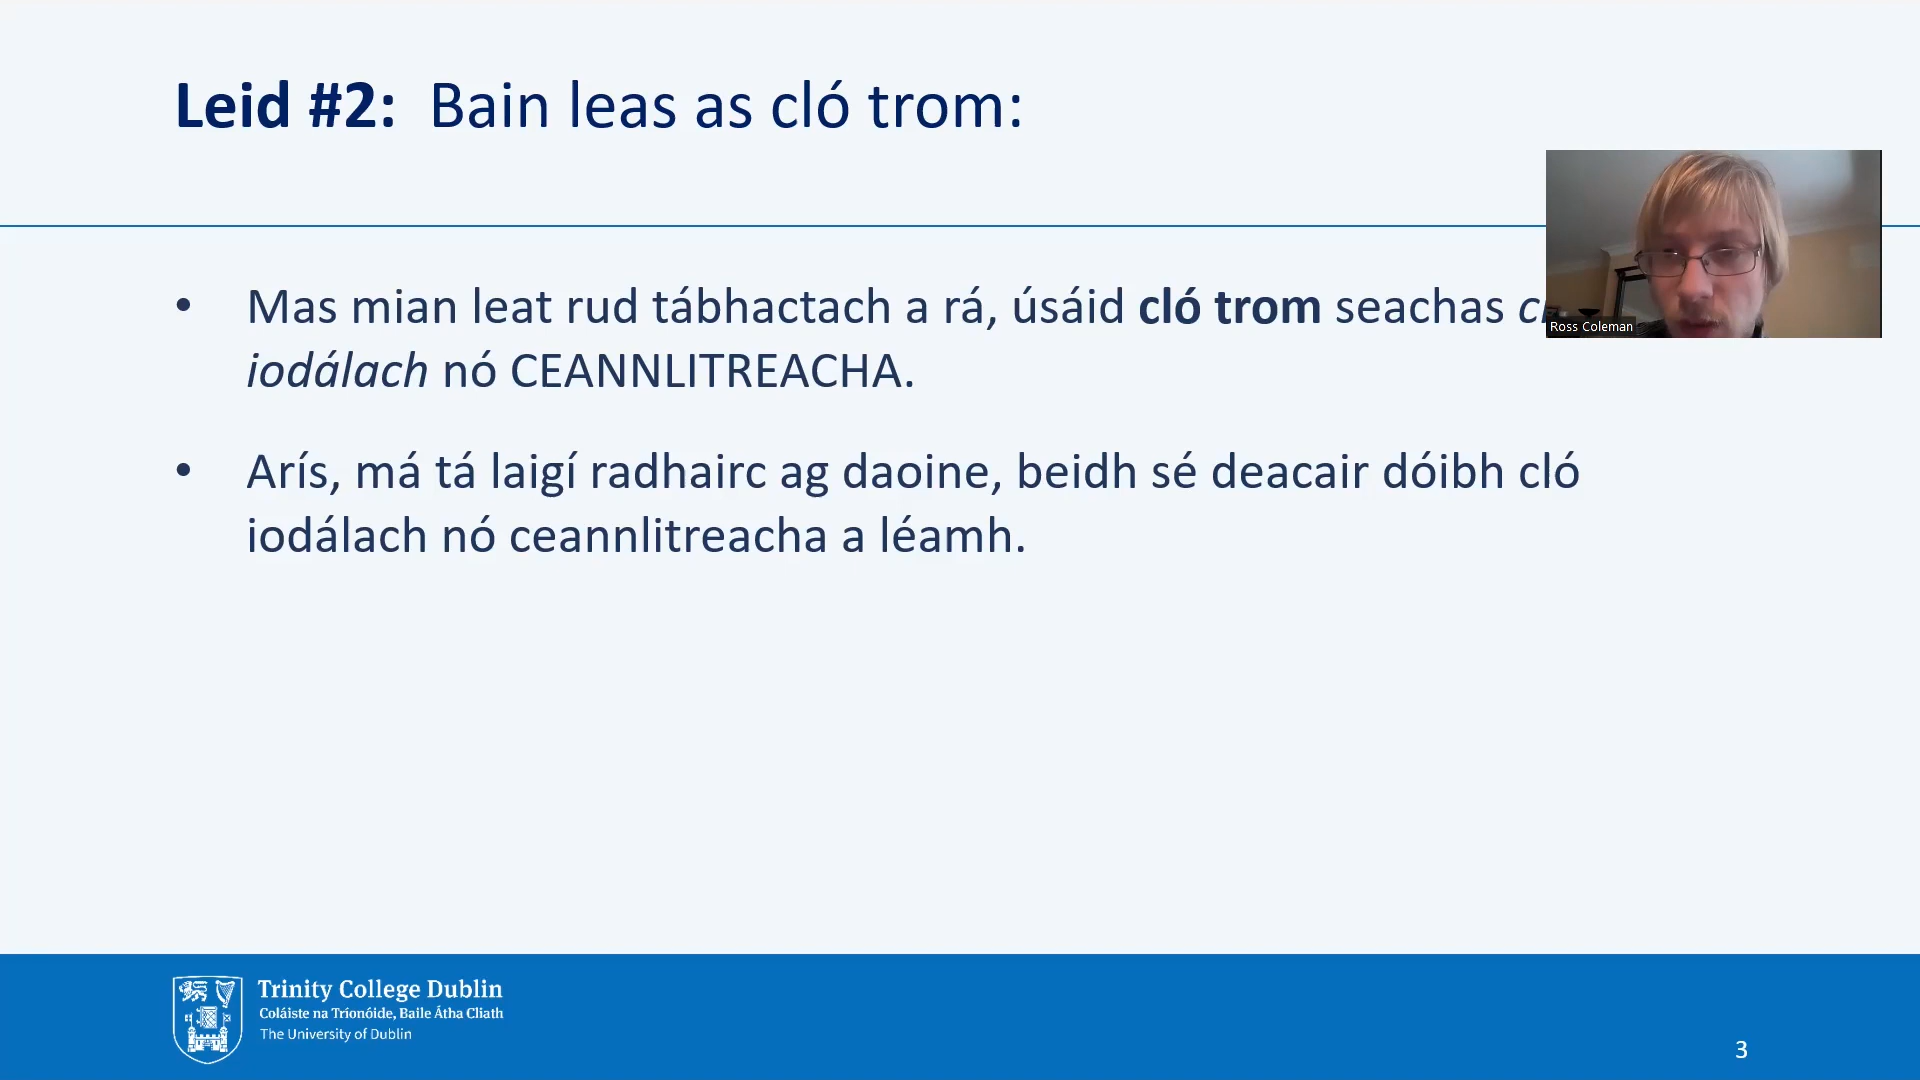 Leid #2: Bain leas as cló trom:
• Mas mian leat rud tábhactach a rá, úsáid cló trom seachas
iodálach nó CEANNLITREACHA.
• Arís, má tá laigí radhairc ag daoine, beidh sé deacair dóibh cló
iodálach nó ceannlitreacha a léamh.
Ross Coleman
Trinity College Dublin
Coláiste na Tríonóide, Baile Átha Cliath
The University of Dublin
3